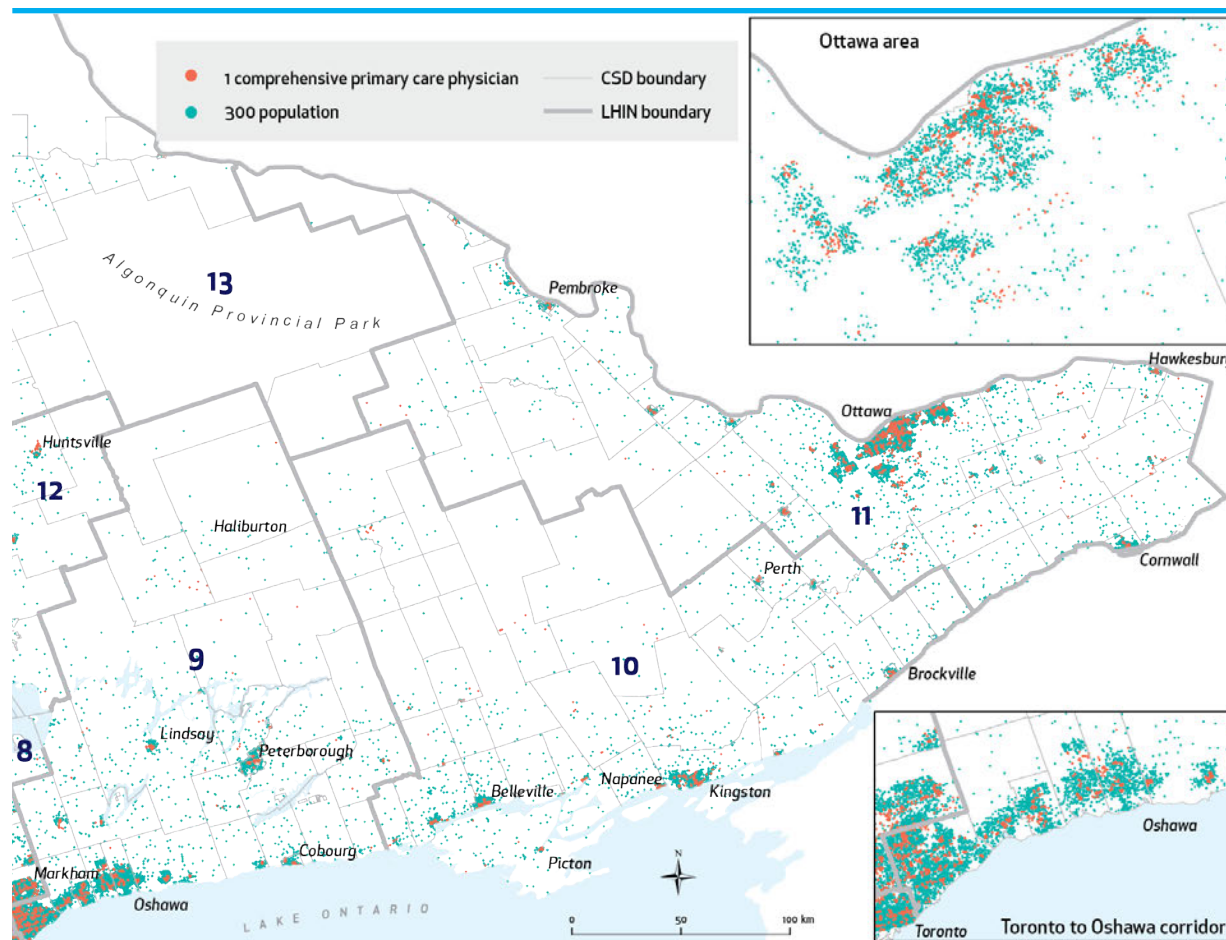 1 comprehensive primary care physician
CSD boundary
300 population
LHIN boundary
Ottawa area
13
Algonquin Provincial Park
Pembroke
Hawkesbury
Ottawa
Huntsville
12
Haliburton
11
Perth
Cornwall
9
10
Brockville
8
Lindsay
Peterborough
Napanee
Belleville
Kingston
Cobourg
Markham
Picton
N
Oshawa
LAKE ONTARIO
0 50 100 km
Oshawa
Toronto
Toronto to Oshawa corridor